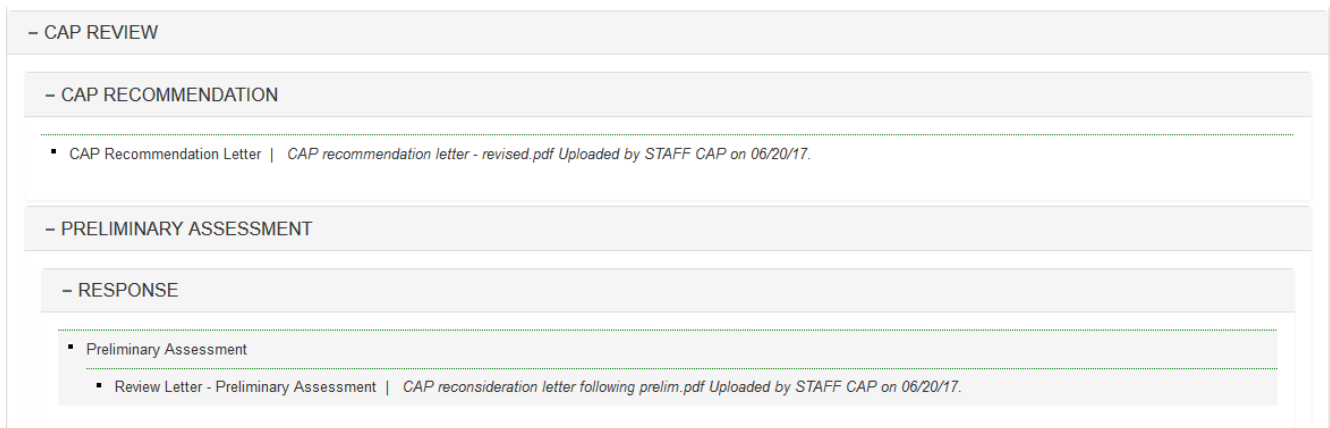 – CAP REVIEW
– CAP RECOMMENDATION
▪ CAP Recommendation Letter | CAP recommendation letter - revised.pdf Uploaded by STAFF CAP on 06/20/17.
– PRELIMINARY ASSESSMENT
– RESPONSE
▪ Preliminary Assessment
▪ Review Letter - Preliminary Assessment | CAP reconsideration letter following prelim.pdf Uploaded by STAFF CAP on 06/20/17.